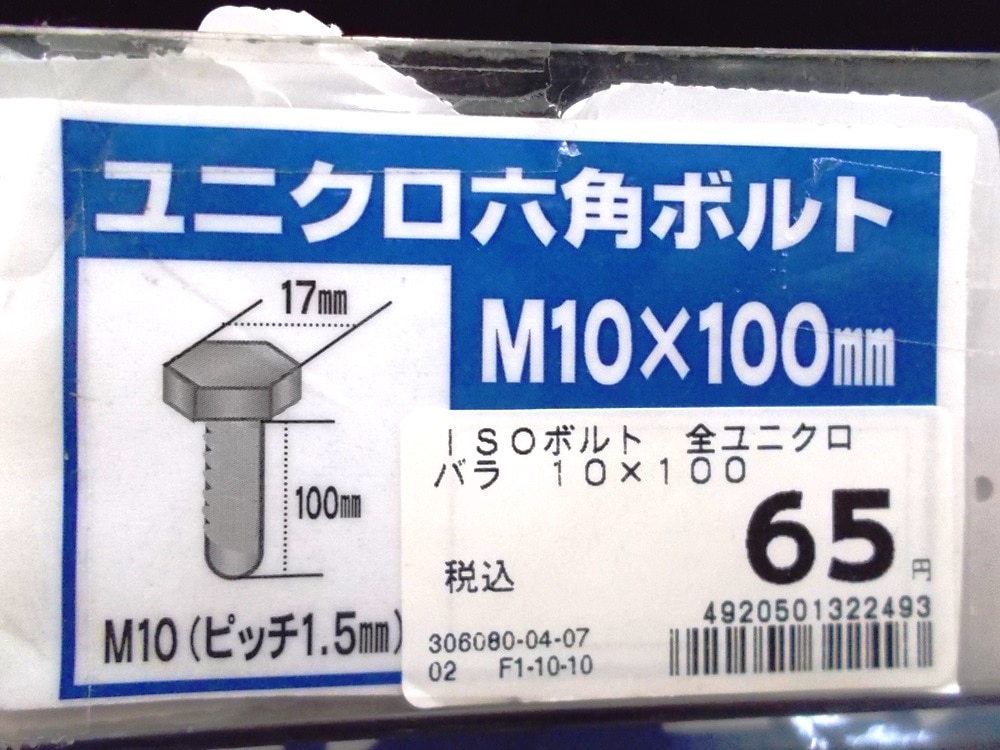 ユニクロ六角ボルト
17mm
M10×100mm
100mm
M10(ピッチ1.5mm)
ISOボルト 全ユニクロ
バラ 10×100
65円
税込
4920501322493
306080-04-07
02 F1-10-10